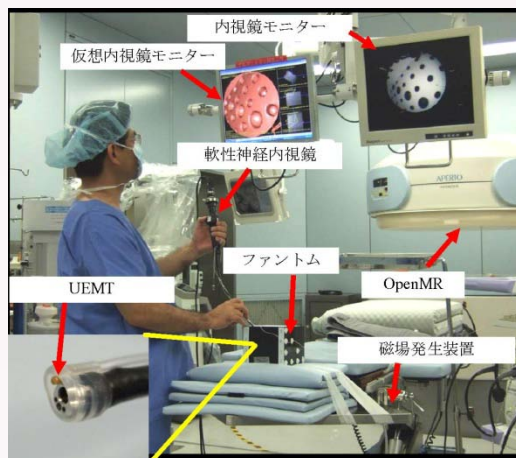 内視鏡モニター
仮想内視鏡モニター
軟性神経内視鏡
ファントム
UEMT
OpenMR
磁場発生装置